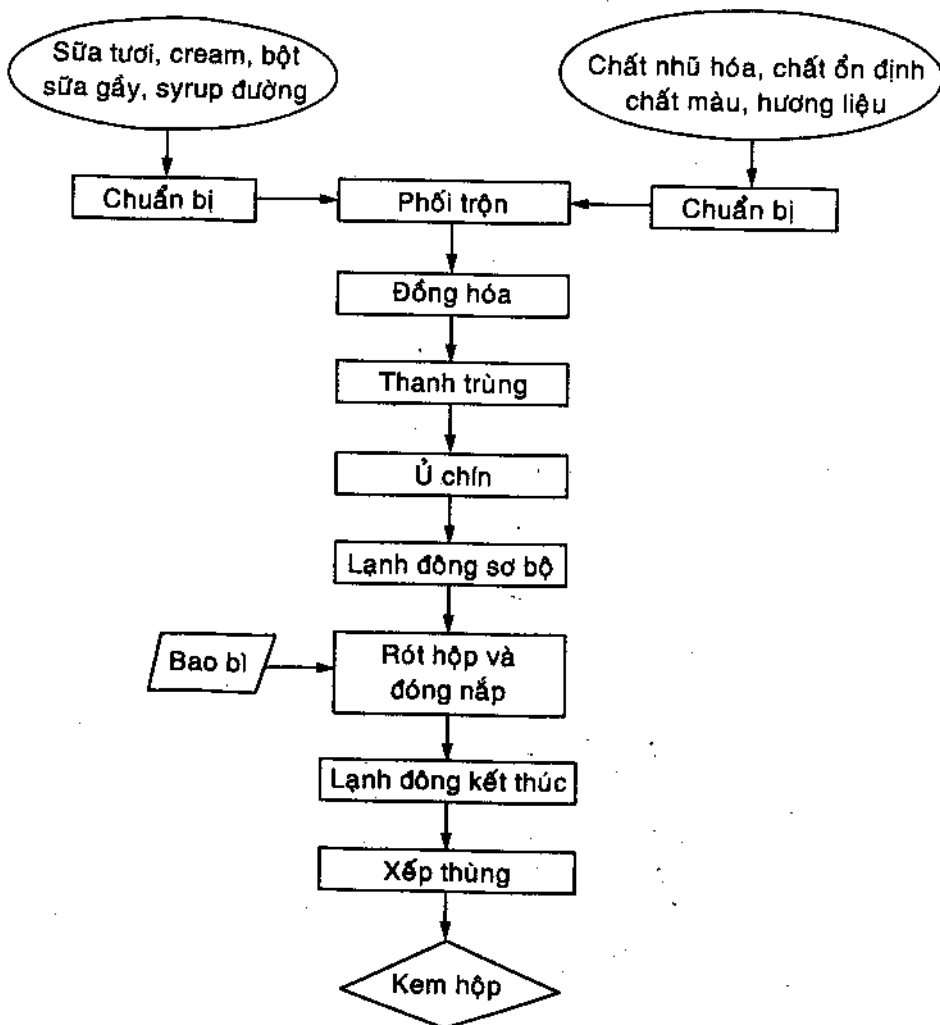 Sữa tươi, cream, bột
sữa gầy, syrup đường
Chất nhũ hóa, chất ổn định
chất màu, hương liệu
Chuẩn bị
Phối trộn
Chuẩn bị
Đồng hóa
Thanh trùng
Ủ chín
Lạnh đông sơ bộ
Bao bì
Rót hộp và
đóng nắp
Lạnh đông kết thúc
Xếp thùng
Kem hộp